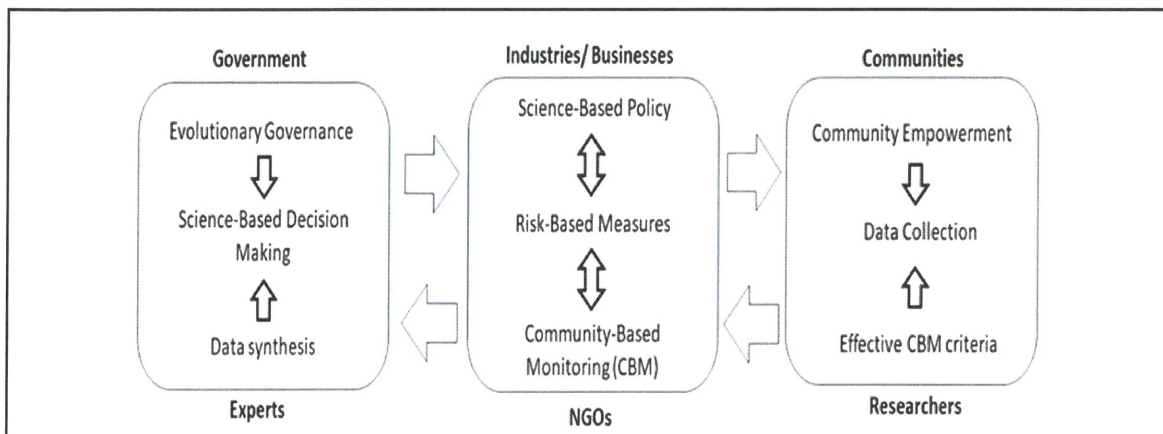 Government
Industries/ Businesses
Communities
Evolutionary Governance
Science-Based Decision
Making
Data synthesis
Science-Based Policy
Risk-Based Measures
Community-Based
Monitoring (CBM)
Community Empowerment
Data Collection
Effective CBM criteria
Experts
NGOs
Researchers